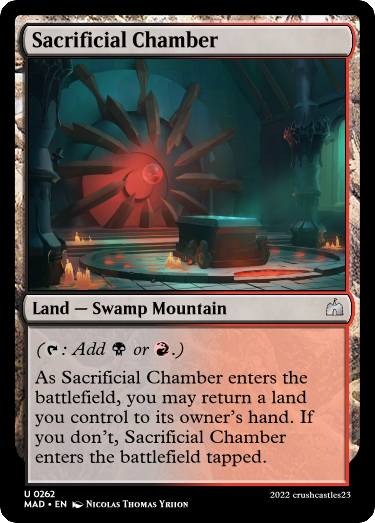 Sacrificial Chamber
Land — Swamp Mountain
( : Add or .)
As Sacrificial Chamber enters the
battlefield, you may return a land
you control to its owner's hand. If
you don't, Sacrificial Chamber
enters the battlefield tapped.
U 0262
MAD • EN Nicolas Thomas Yriion
2022 crushcastles23